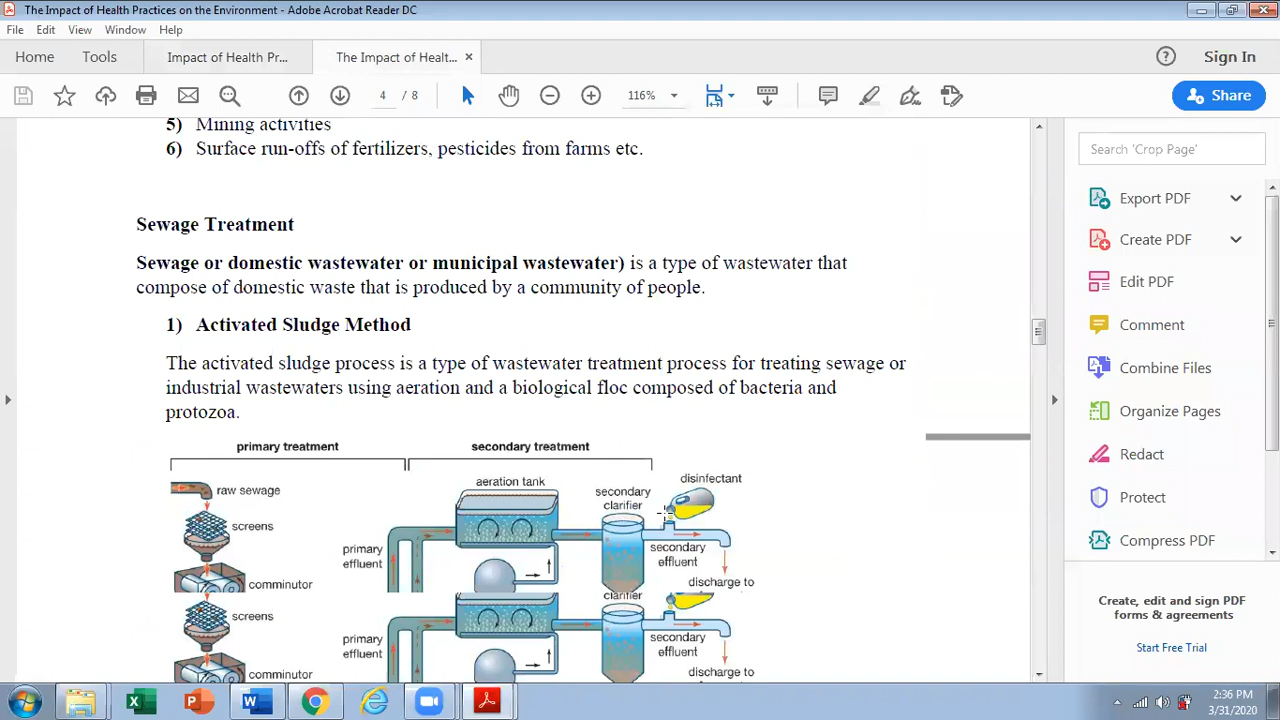 The Impact of Health Practices on the Environment - Adobe Acrobat Reader DC
File Edit View Window Help
Home Tools Impact of Health Pr... The Impact of Healt... ×
? Sign In
4 / 8 116% Share
5) Mining activities
6) Surface run-offs of fertilizers, pesticides from farms etc.
Sewage Treatment
Sewage or domestic wastewater or municipal wastewater) is a type of wastewater that
compose of domestic waste that is produced by a community of people.
1) Activated Sludge Method
The activated sludge process is a type of wastewater treatment process for treating sewage or
industrial wastewaters using aeration and a biological floc composed of bacteria and
protozoa.
primary treatment secondary treatment
raw sewage
aeration tank
secondary
clarifier
disinfectant
screens
primary
effluent
secondary
effluent
comminutor
discharge to
clarifier
screens
primary
effluent
secondary
effluent
comminutor
discharge to
Search 'Crop Page'
Export PDF
Create PDF
Edit PDF
Comment
Combine Files
Organize Pages
Redact
Protect
Compress PDF
Create, edit and sign PDF
forms & agreements
Start Free Trial
2:36 PM
3/31/2020